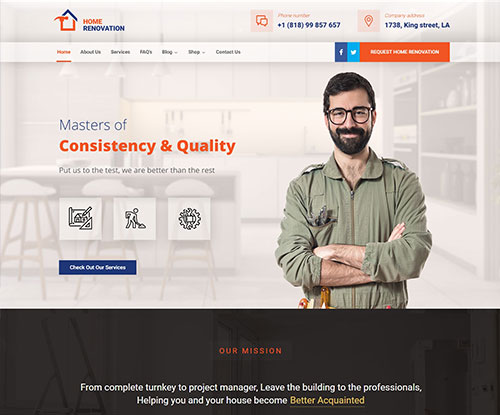 HOME
RENOVATION
Phone number
+1 (818) 99 857 657
Company address
1738, King street, LA
Home
About Us
Services
FAQ's
Blog
Shop
Contact Us
REQUEST HOME RENOVATION
Masters of
Consistency & Quality
Put us to the test, we are better than the rest
Check Out Our Services
OUR MISSION
From complete turnkey to project manager, Leave the building to the professionals,
Helping you and your house become Better Acquainted